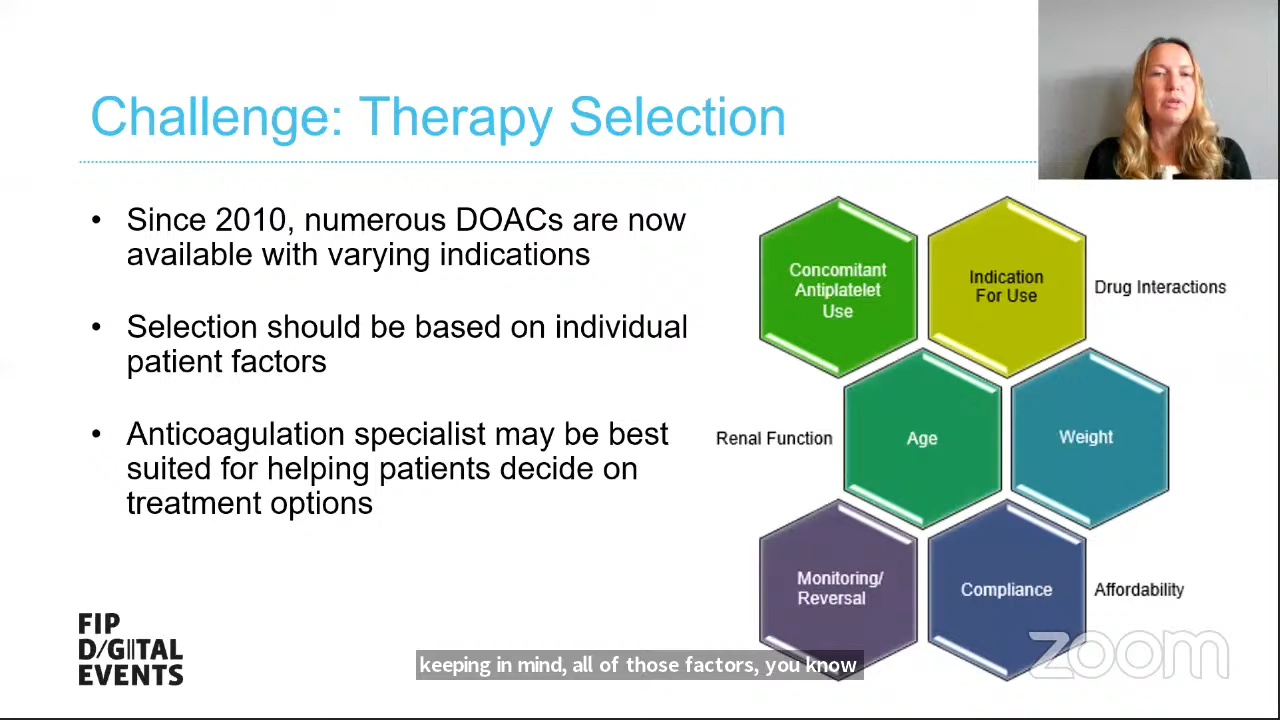 Challenge: Therapy Selection
• Since 2010, numerous DOACs are now
available with varying indications
• Selection should be based on individual
patient factors
• Anticoagulation specialist may be best
suited for helping patients decide on
treatment options
Concomitant
Antiplatelet
Use
Indication
For Use
Drug Interactions
Renal Function
Age
Weight
Monitoring/
Reversal
Compliance
Affordability
FIP
D/G/TAL
EVENTS
zoom
keeping in mind, all of those factors, you know